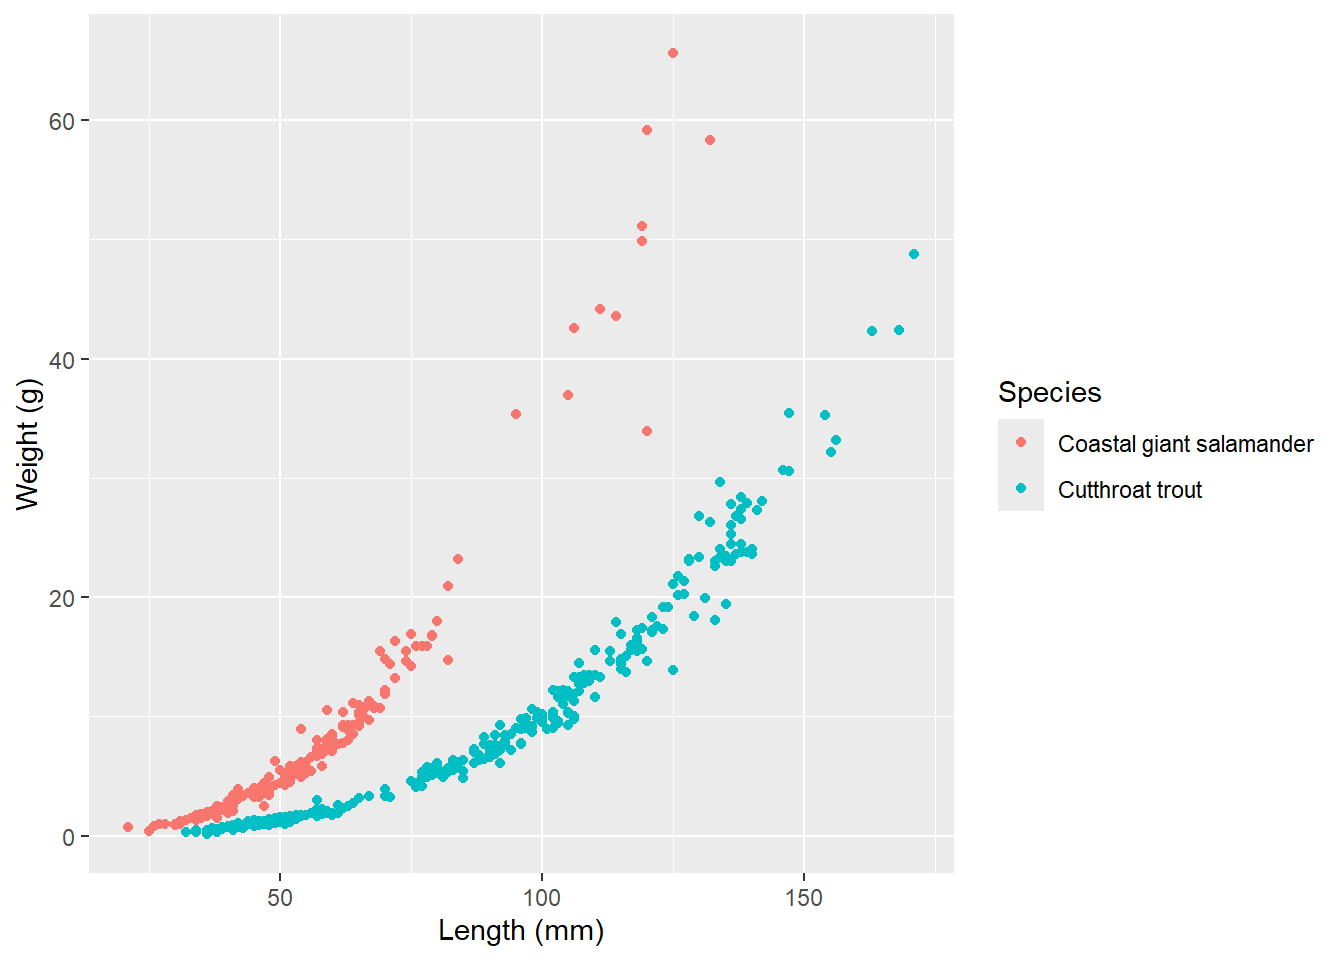 60
40
20
0
Weight (g)
50
100
150
Length (mm)
Species
Coastal giant salamander
Cutthroat trout